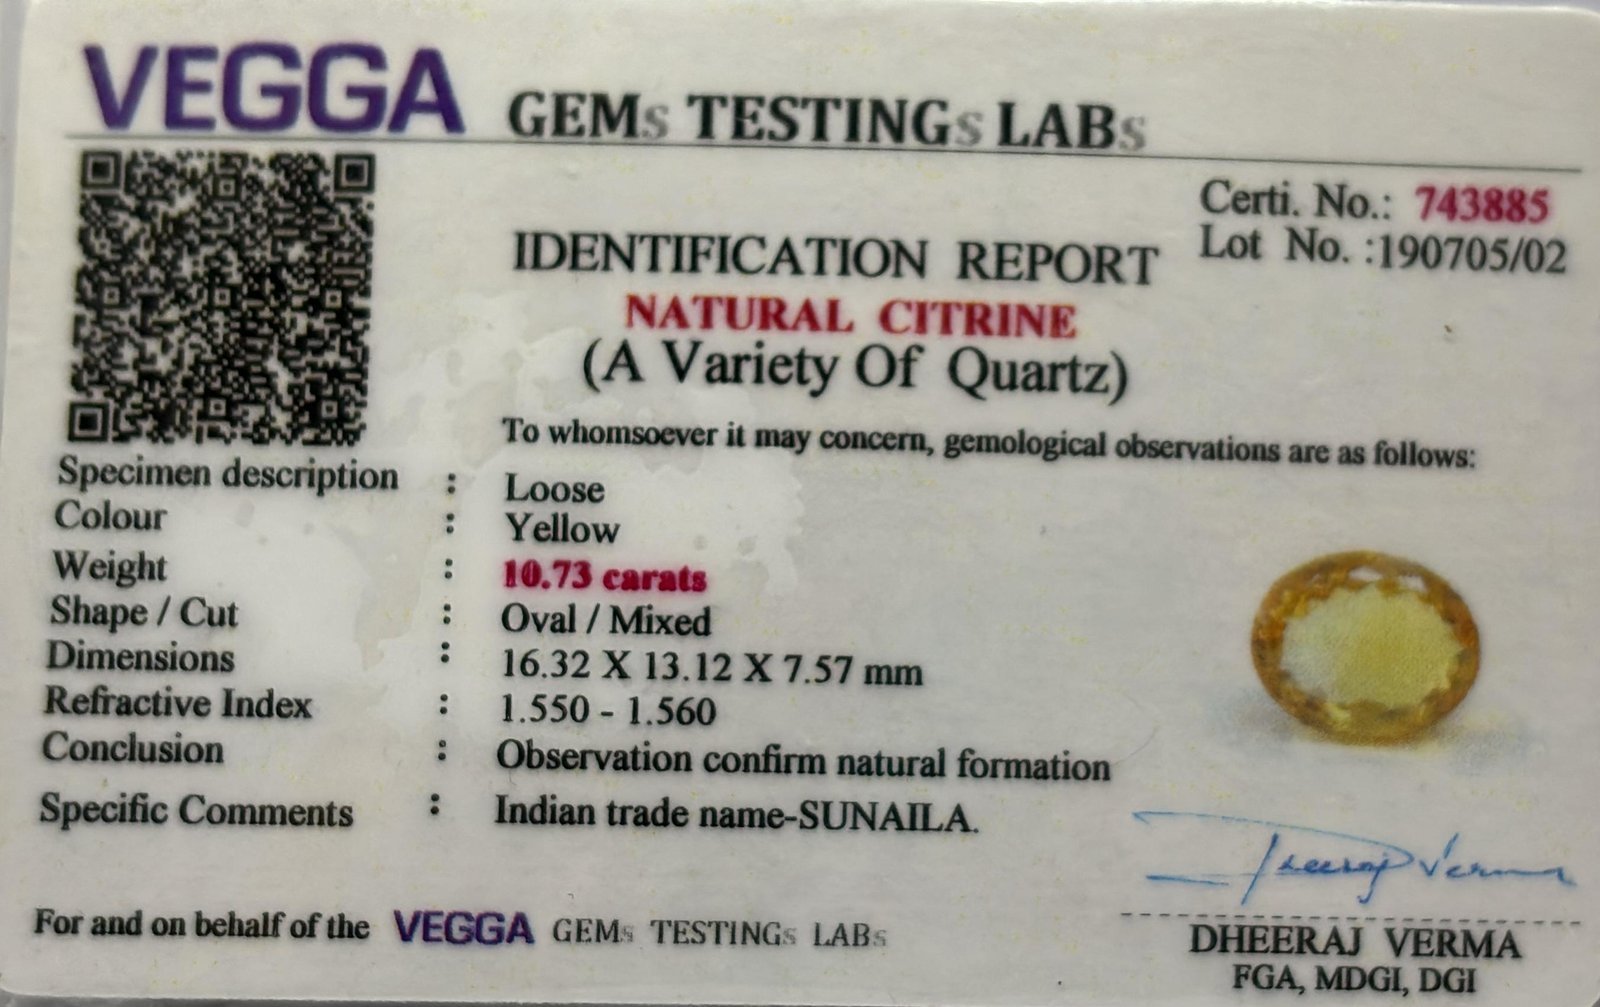 VEGGA GEMs TESTINGs LABs
Certi. No.: 743885
Lot No. :190705/02
IDENTIFICATION REPORT
NATURAL CITRINE
(A Variety Of Quartz)
To whomsoever it may concern, gemological observations are as follows:
Specimen description : Loose
Colour : Yellow
Weight : 10.73 carats
Shape / Cut : Oval / Mixed
Dimensions : 16.32 X 13.12 X 7.57 mm
Refractive Index : 1.550 - 1.560
Conclusion : Observation confirm natural formation
Specific Comments : Indian trade name-SUNAILA.
Dheeraj Verma
For and on behalf of the VEGGA GEMs TESTINGs LABs
DHEERAJ VERMA
FGA, MDGI, DGI